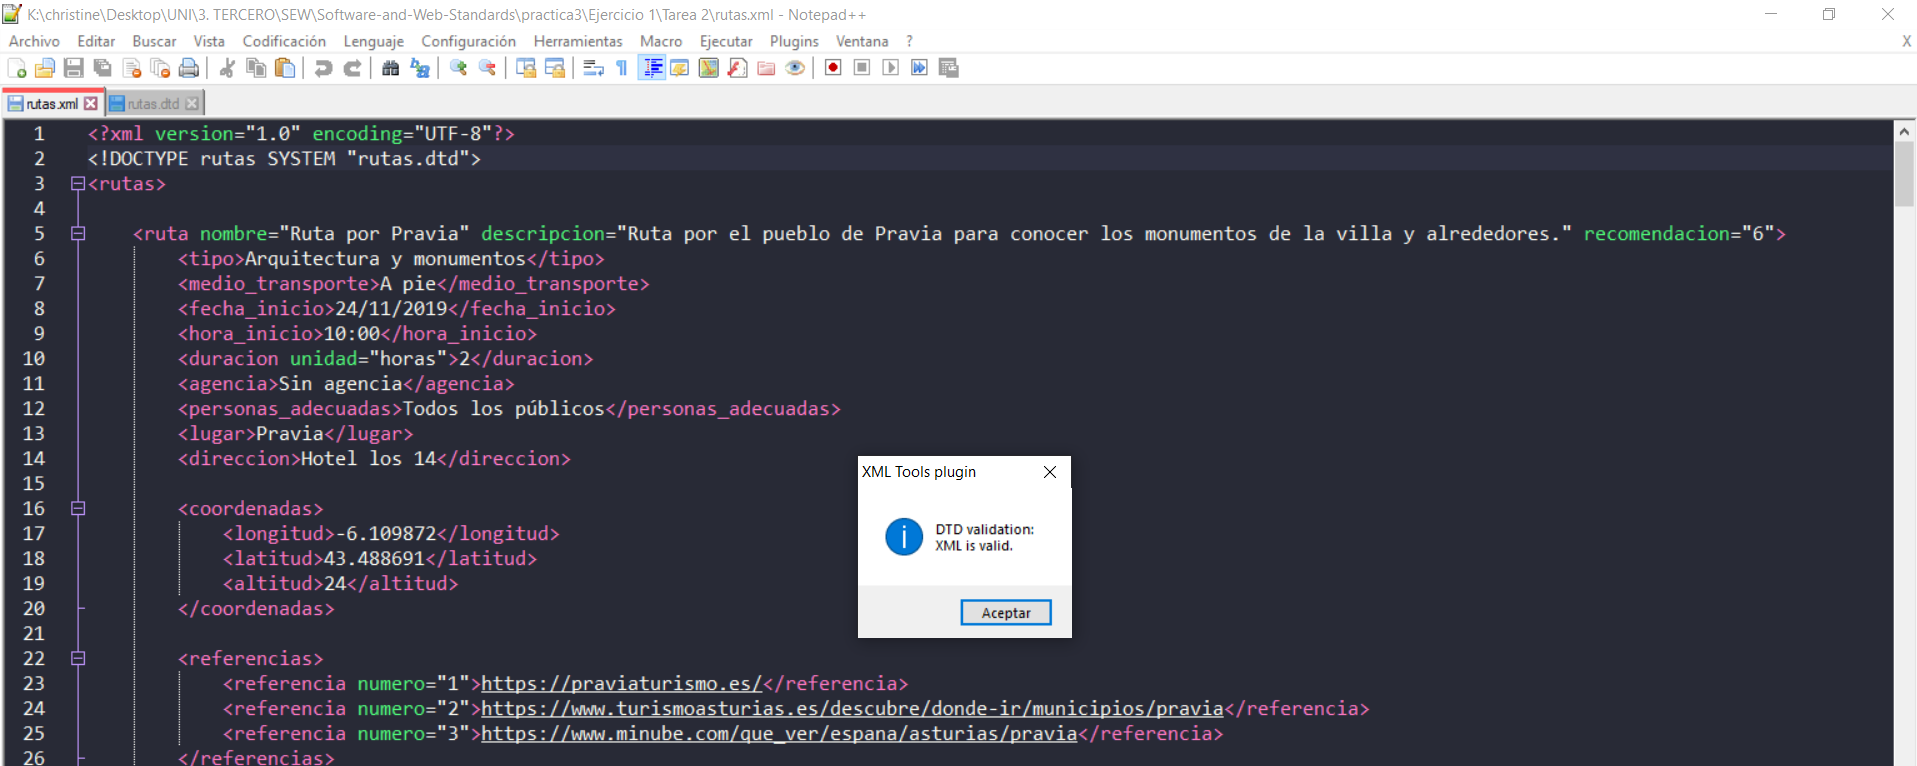 K:\christine\Desktop\UNI\3. TERCERO\SEW\Software-and-Web-Standards\practica3\Ejercicio 1\Tarea 2\rutas.xml - Notepad++
Archivo Editar Buscar Vista Codificación Lenguaje Configuración Herramientas Macro Ejecutar Plugins Ventana ? X
rutas.xml rutas.dtd
1 <?xml version="1.0" encoding="UTF-8"?>
2 <!DOCTYPE rutas SYSTEM "rutas.dtd">
3 <rutas>
4
5 <ruta nombre="Ruta por Pravia" descripcion="Ruta por el pueblo de Pravia para conocer los monumentos de la villa y alrededores." recomendacion="6">
6 <tipo>Arquitectura y monumentos</tipo>
7 <medio_transporte>A pie</medio_transporte>
8 <fecha_inicio>24/11/2019</fecha_inicio>
9 <hora_inicio>10:00</hora_inicio>
10 <duracion unidad="horas">2</duracion>
11 <agencia>Sin agencia</agencia>
12 <personas_adecuadas>Todos los públicos</personas_adecuadas>
13 <lugar>Pravia</lugar>
14 <direccion>Hotel los 14</direccion>
15
16 <coordenadas>
17 <longitud>-6.109872</longitud>
18 <latitud>43.488691</latitud>
19 <altitud>24</altitud>
20 </coordenadas>
21
22 <referencias>
23 <referencia numero="1">https://praviaturismo.es/</referencia>
24 <referencia numero="2">https://www.turismoasturias.es/descubre/donde-ir/municipios/pravia</referencia>
25 <referencia numero="3">https://www.minube.com/que_ver/espana/asturias/pravia</referencia>
26 </referencias>
XML Tools plugin
DTD validation:
XML is valid.
Aceptar